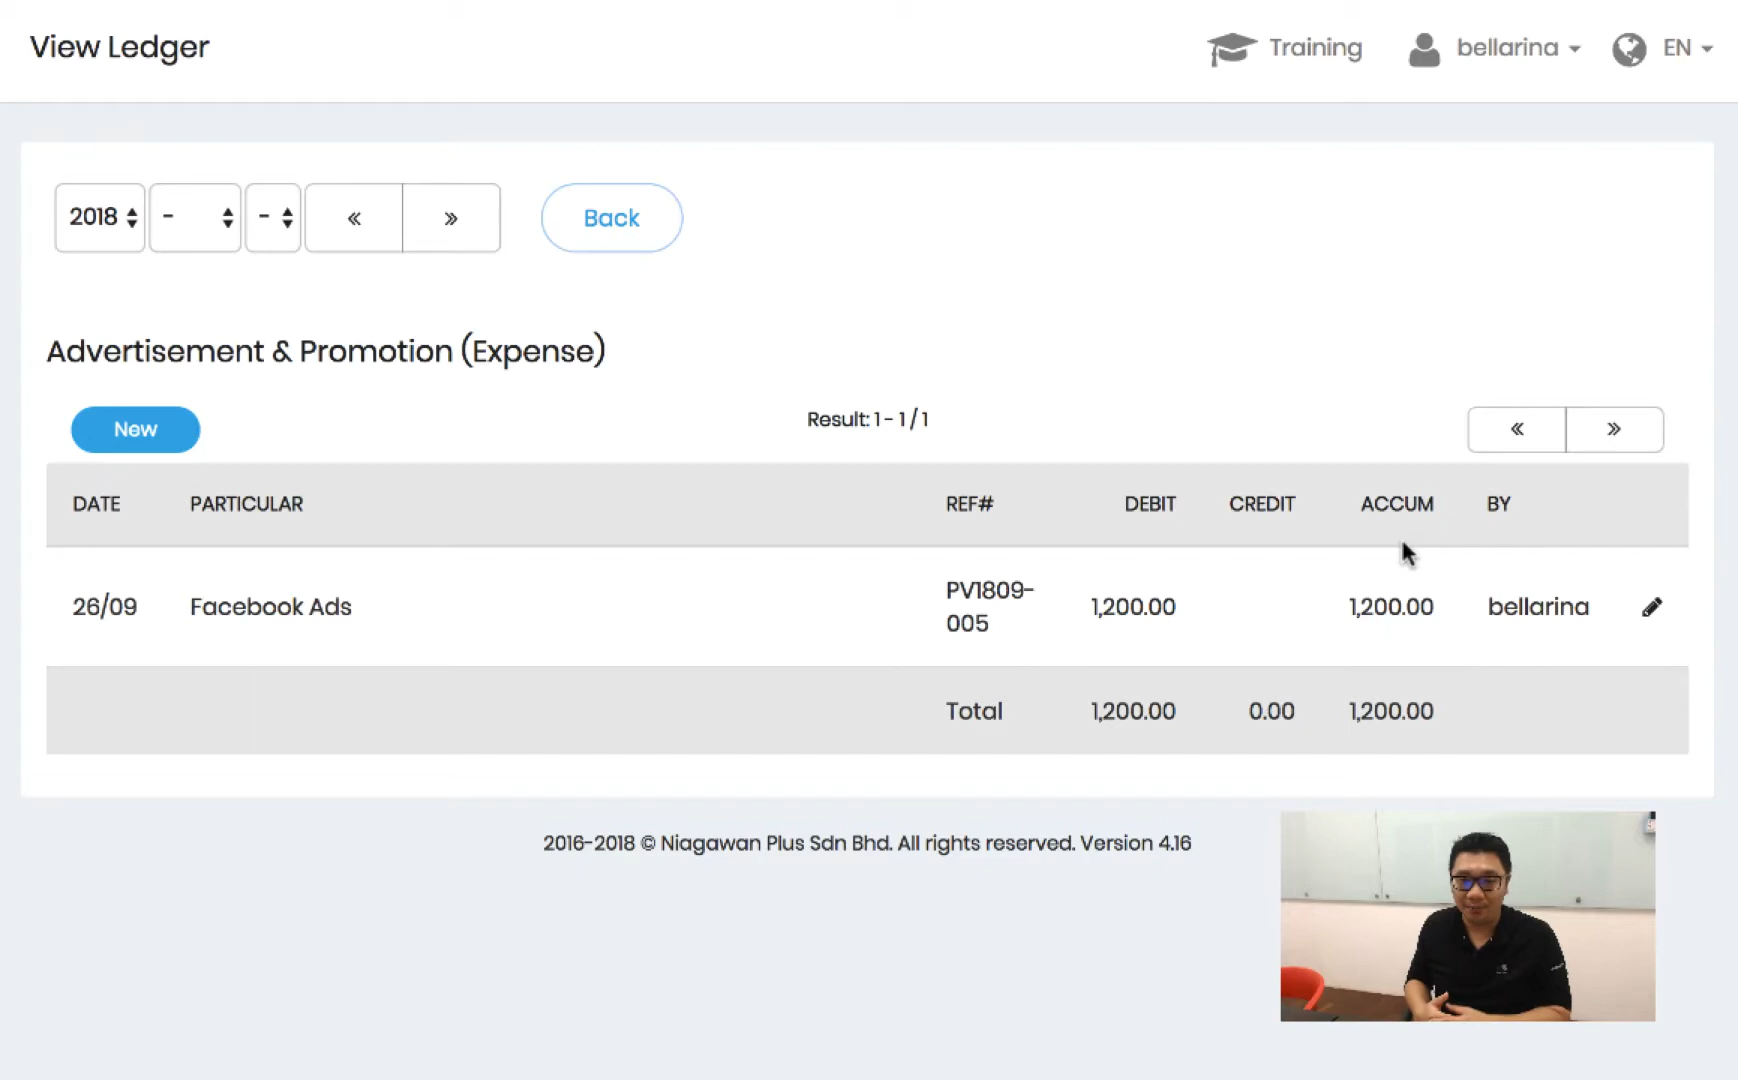 View Ledger
Training
bellarina
EN
2018
-
-
«
»
Back
Advertisement & Promotion (Expense)
New
Result: 1 - 1 / 1
«
»
DATE PARTICULAR REF# DEBIT CREDIT ACCUM BY
26/09 Facebook Ads PV1809-
005 1,200.00 1,200.00 bellarina
Total 1,200.00 0.00 1,200.00
2016-2018 © Niagawan Plus Sdn Bhd. All rights reserved. Version 4.16